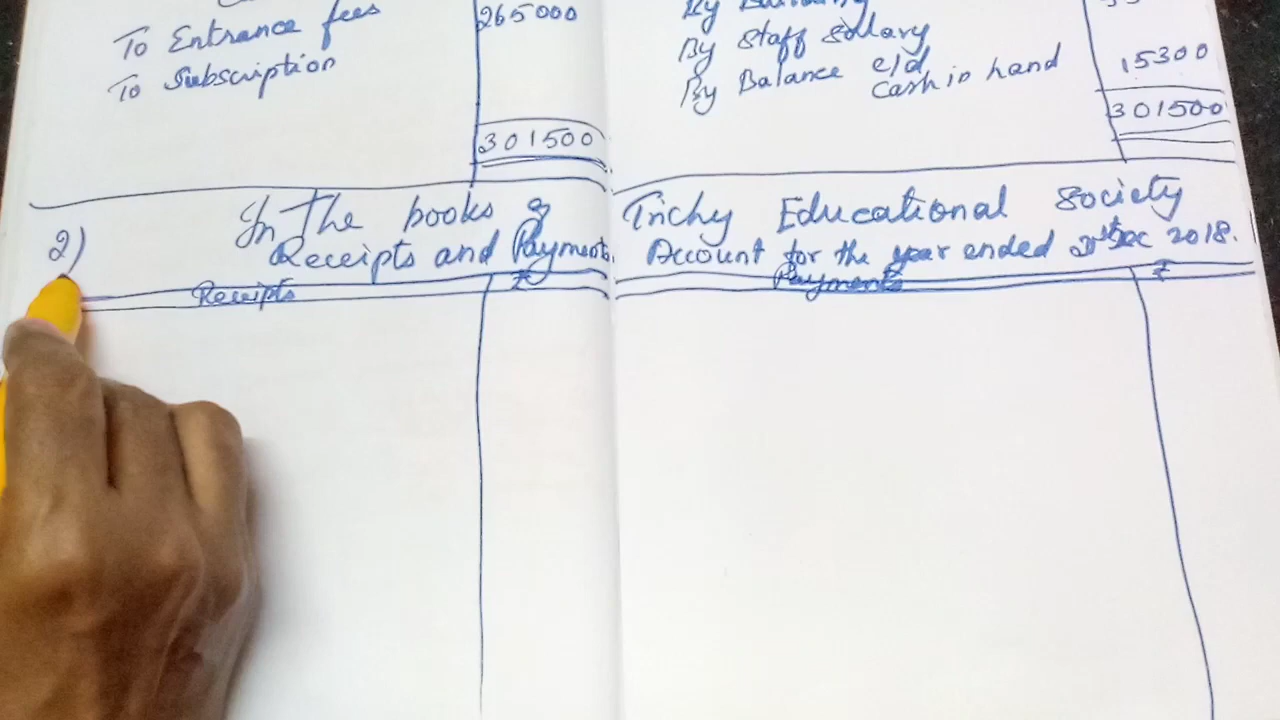 To Entrance fees 265000
To Subscription
301500
By Building
By Staff Salary
By Balance c/d 15300
Cash in hand
301500
2) In The books of Trichy Educational Society
Receipts and Payments Account for the year ended 31st Dec 2018.
Receipts ₹ Payments ₹